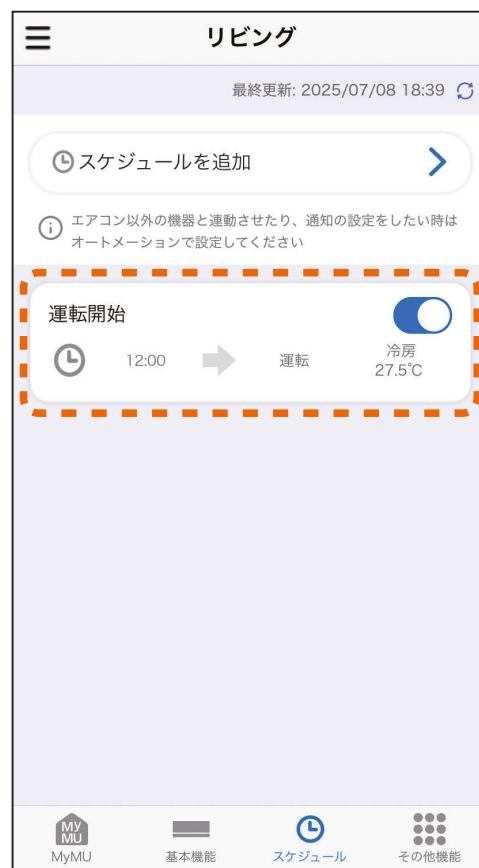 リビング
最終更新: 2025/07/08 18:39
スケジュールを追加
エアコン以外の機器と連動させたり、通知の設定をしたい時は
オートメーションで設定してください
運転開始
12:00
運転
冷房
27.5℃
MY
MU
MyMU
基本機能
スケジュール
その他機能